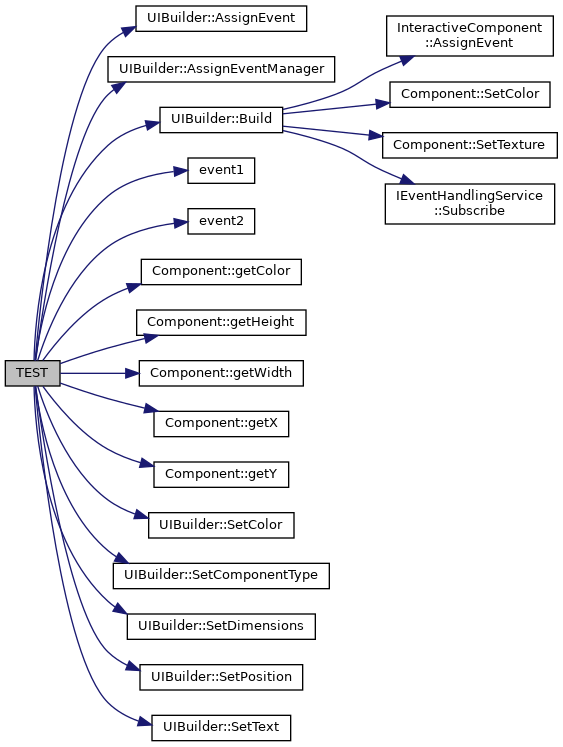 TEST
UIBuilder::AssignEvent
UIBuilder::AssignEventManager
UIBuilder::Build
event1
event2
Component::getColor
Component::getHeight
Component::getWidth
Component::getX
Component::getY
UIBuilder::SetColor
UIBuilder::SetComponentType
UIBuilder::SetDimensions
UIBuilder::SetPosition
UIBuilder::SetText
InteractiveComponent
::AssignEvent
Component::SetColor
Component::SetTexture
IEventHandlingService
::Subscribe